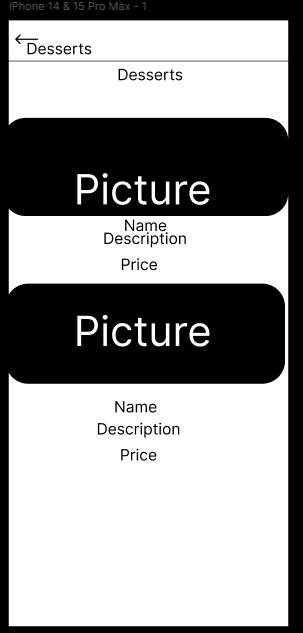 iPhone 14 & 15 Pro Max - 1
Desserts
Desserts
Picture
Name
Description
Price
Picture
Name
Description
Price